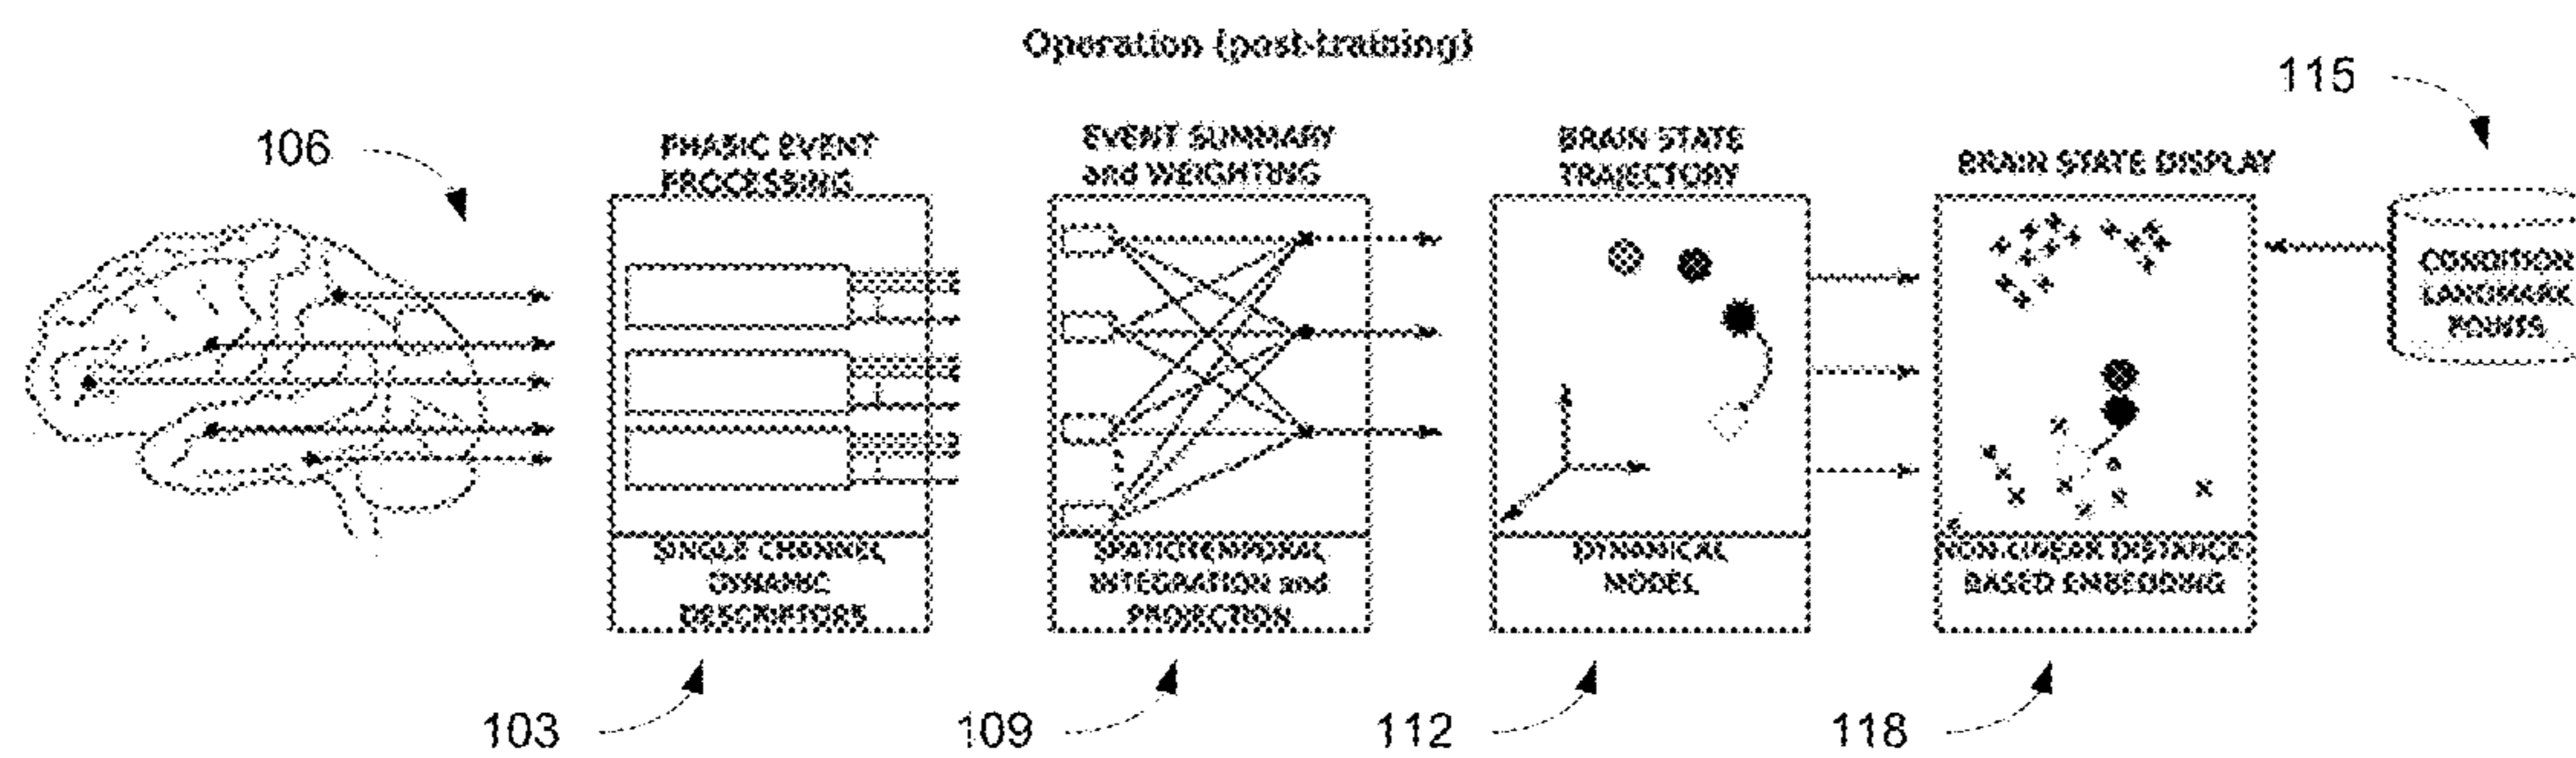 Operation (post-training)
115
106
PHASIC EVENT
PROCESSING
EVENT SUMMARY
and WEIGHTING
BRAIN STATE
TRAJECTORY
BRAIN STATE DISPLAY
CONDITION
LANDMARK
POINTS
SINGLE CHANNEL
DYNAMIC
DESCRIPTORS
SPATIOTEMPORAL
INTEGRATION and
PROJECTION
DYNAMICAL
MODEL
NON-LINEAR DISTANCE
BASED EMBEDDING
103
109
112
118